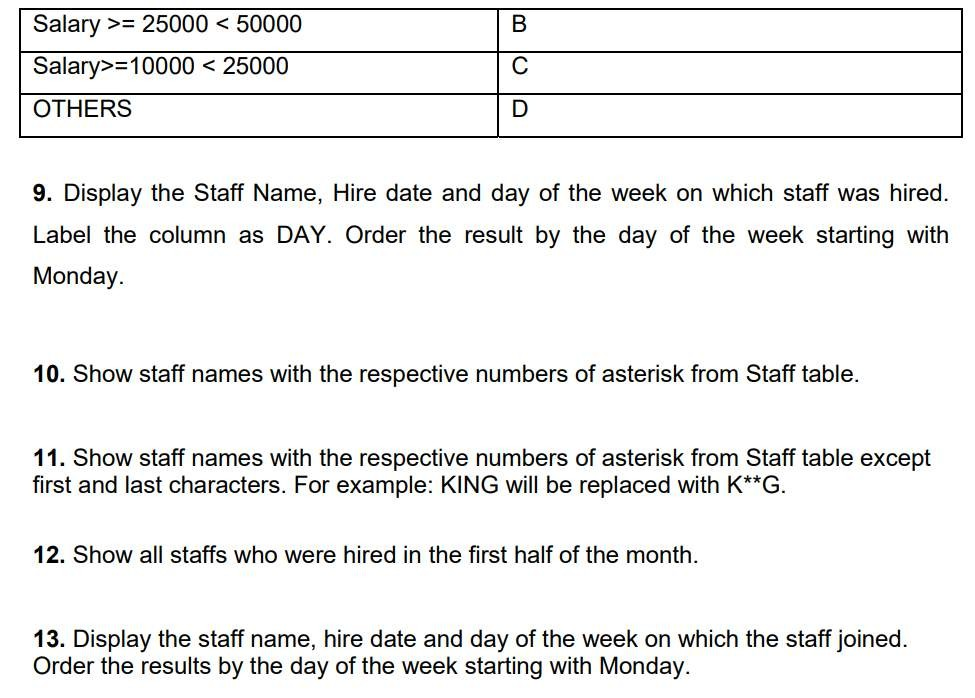 Salary >= 25000 < 50000 B
Salary>=10000 < 25000 C
OTHERS D
9. Display the Staff Name, Hire date and day of the week on which staff was hired.
Label the column as DAY. Order the result by the day of the week starting with
Monday.
10. Show staff names with the respective numbers of asterisk from Staff table.
11. Show staff names with the respective numbers of asterisk from Staff table except
first and last characters. For example: KING will be replaced with K**G.
12. Show all staffs who were hired in the first half of the month.
13. Display the staff name, hire date and day of the week on which the staff joined.
Order the results by the day of the week starting with Monday.